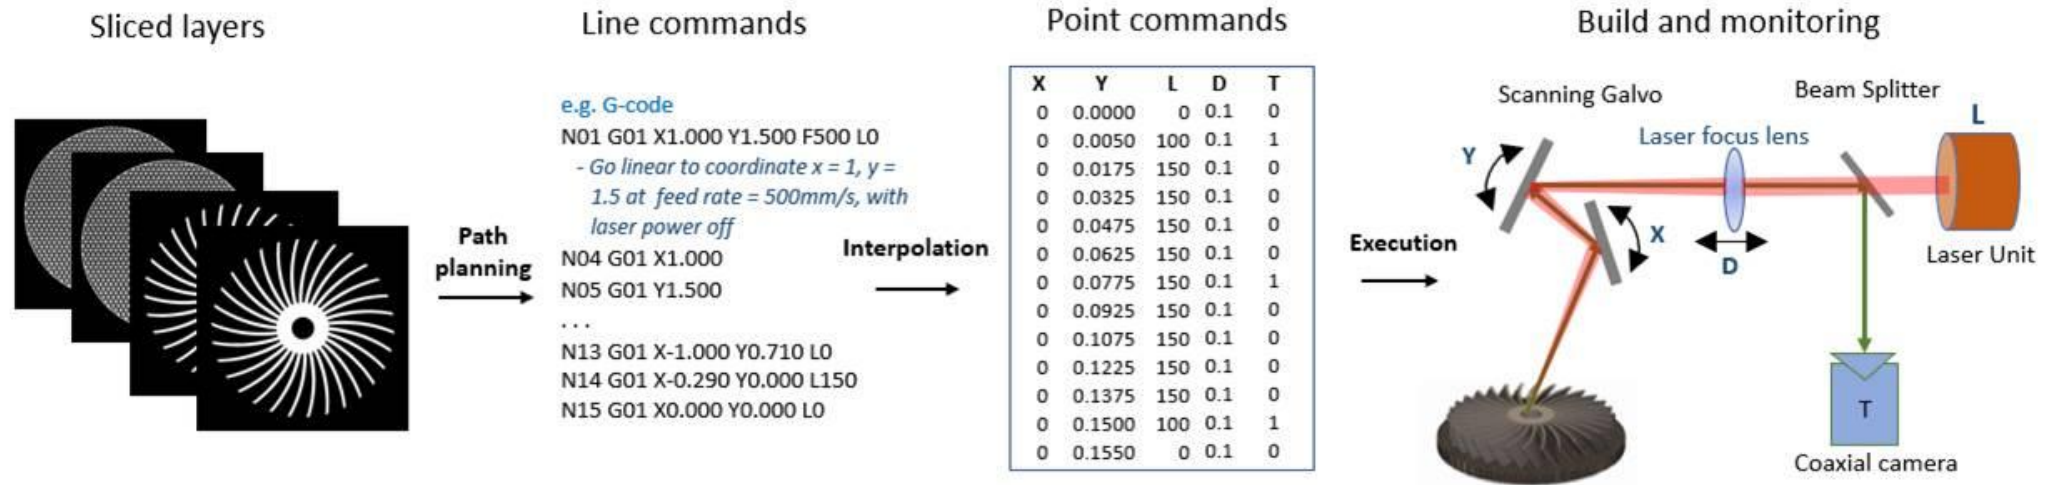 Sliced layers
Line commands
Point commands
Build and monitoring
Path
planning
e.g. G-code
N01 G01 X1.000 Y1.500 F500 L0
- Go linear to coordinate x = 1, y =
1.5 at feed rate = 500mm/s, with
laser power off
N04 G01 X1.000
N05 G01 Y1.500
...
N13 G01 X-1.000 Y0.710 L0
N14 G01 X-0.290 Y0.000 L150
N15 G01 X0.000 Y0.000 L0
Interpolation
X Y L D T
0 0.0000 0 0.1 0
0 0.0050 100 0.1 1
0 0.0175 150 0.1 0
0 0.0325 150 0.1 0
0 0.0475 150 0.1 0
0 0.0625 150 0.1 0
0 0.0775 150 0.1 1
0 0.0925 150 0.1 0
0 0.1075 150 0.1 0
0 0.1225 150 0.1 0
0 0.1375 150 0.1 0
0 0.1500 100 0.1 1
0 0.1550 0 0.1 0
Execution
Scanning Galvo
Beam Splitter
L
Laser focus lens
Y
X
D
Laser Unit
T
Coaxial camera